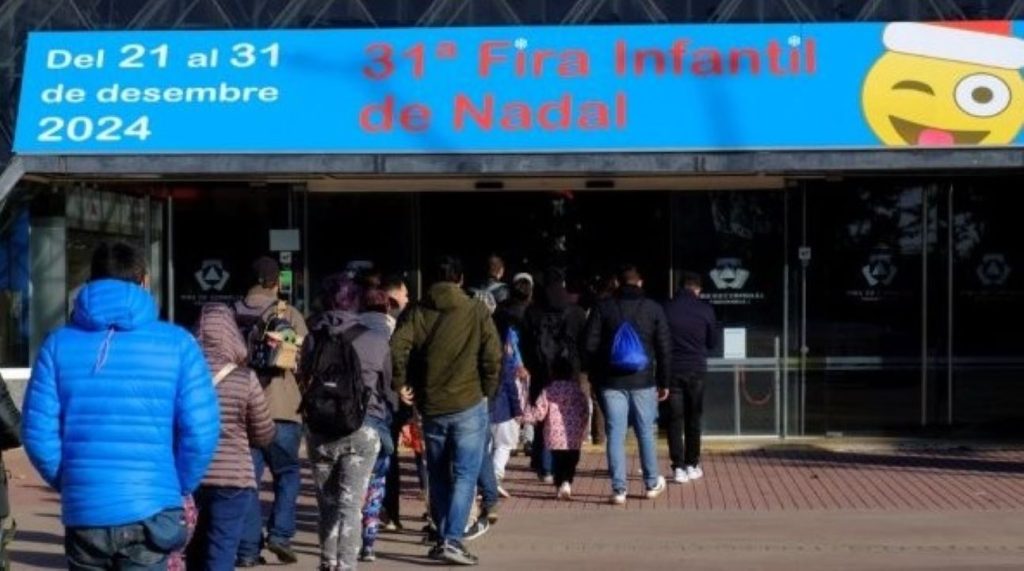 Del 21 al 31
de desembre
2024
31ª Fira Infantil
de Nadal